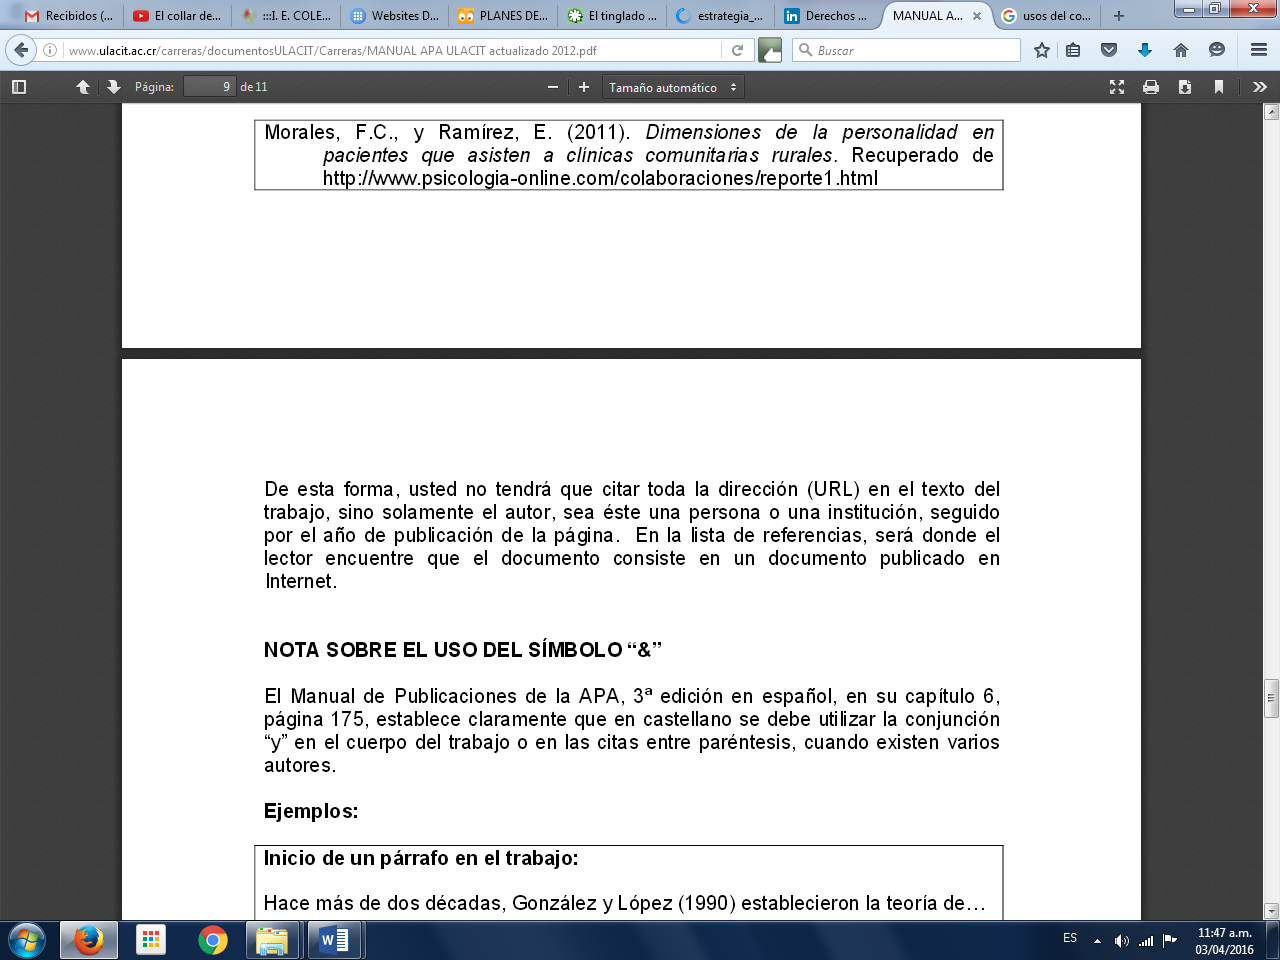 Recibidos (...
El collar de...
:::I. E. COLE...
Websites D...
PLANES DE...
El tinglado ...
estrategia_...
Derechos ...
MANUAL A...
usos del co...
www.ulacit.ac.cr/carreras/documentosULACIT/Carreras/MANUAL APA ULACIT actualizado 2012.pdf
Buscar
Página: 9 de 11
Tamaño automático
Morales, F.C., y Ramírez, E. (2011). Dimensiones de la personalidad en
pacientes que asisten a clínicas comunitarias rurales. Recuperado de
http://www.psicologia-online.com/colaboraciones/reporte1.html
De esta forma, usted no tendrá que citar toda la dirección (URL) en el texto del
trabajo, sino solamente el autor, sea éste una persona o una institución, seguido
por el año de publicación de la página. En la lista de referencias, será donde el
lector encuentre que el documento consiste en un documento publicado en
Internet.
NOTA SOBRE EL USO DEL SÍMBOLO “&”
El Manual de Publicaciones de la APA, 3ª edición en español, en su capítulo 6,
página 175, establece claramente que en castellano se debe utilizar la conjunción
“y” en el cuerpo del trabajo o en las citas entre paréntesis, cuando existen varios
autores.
Ejemplos:
Inicio de un párrafo en el trabajo:
Hace más de dos décadas, González y López (1990) establecieron la teoría de…
ES
11:47 a.m.
03/04/2016